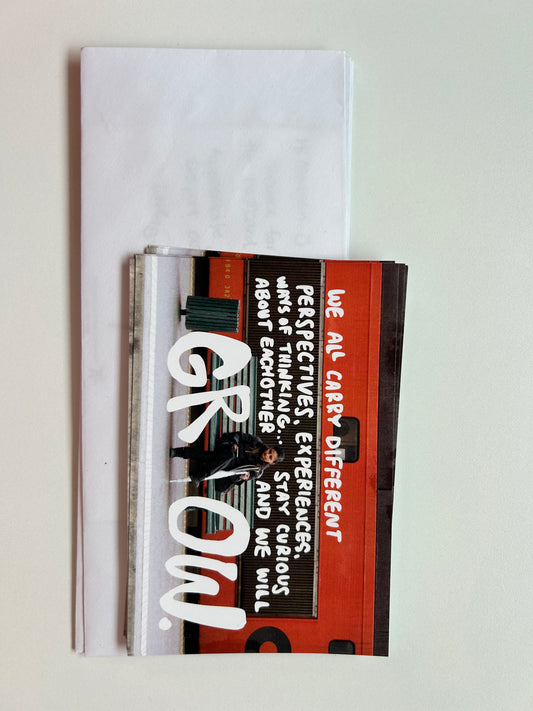 WE ALL CARRY DIFFERENT
PERSPECTIVES, EXPERIENCES,
WAYS OF THINKING... STAY CURIOUS
ABOUT EACHOTHER AND WE WILL
GROW.